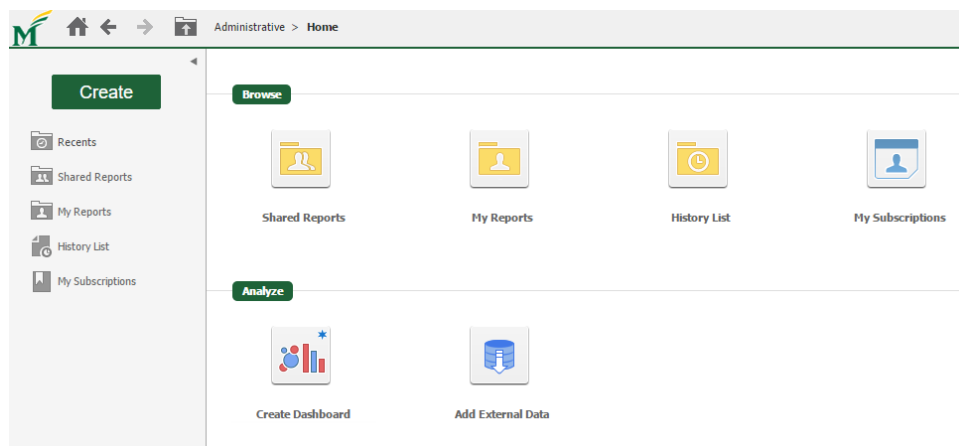 M
Administrative > Home
Create
Recents
Shared Reports
My Reports
History List
My Subscriptions
Browse
Shared Reports
My Reports
History List
My Subscriptions
Analyze
Create Dashboard
Add External Data